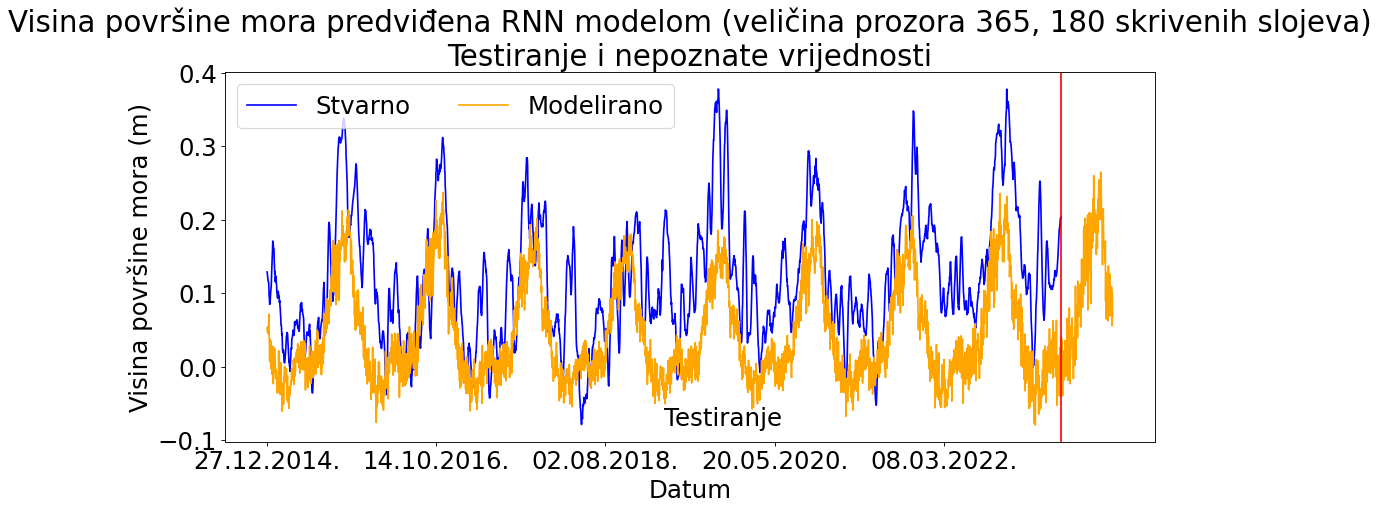 Visina površine mora predviđena RNN modelom (veličina prozora 365, 180 skrivenih slojeva)
Testiranje i nepoznate vrijednosti
Stvarno Modelirano
Visina površine mora (m)
0.4
0.3
0.2
0.1
0.0
−0.1
Testiranje
27.12.2014. 14.10.2016. 02.08.2018. 20.05.2020. 08.03.2022.
Datum